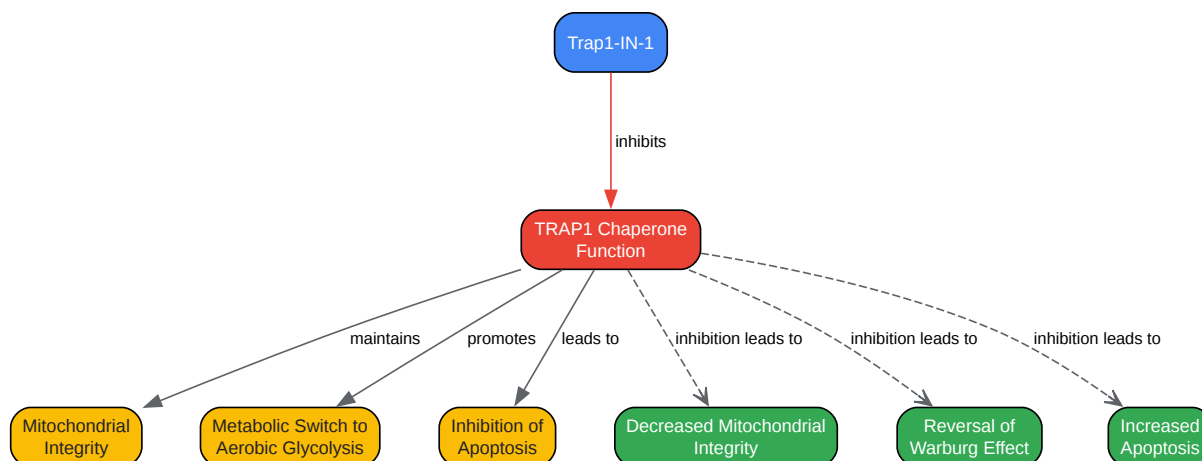 Trap1-IN-1
inhibits
TRAP1 Chaperone
Function
maintains
promotes
leads to
inhibition leads to
inhibition leads to
inhibition leads to
Mitochondrial
Integrity
Metabolic Switch to
Aerobic Glycolysis
Inhibition of
Apoptosis
Decreased Mitochondrial
Integrity
Reversal of
Warburg Effect
Increased
Apoptosis